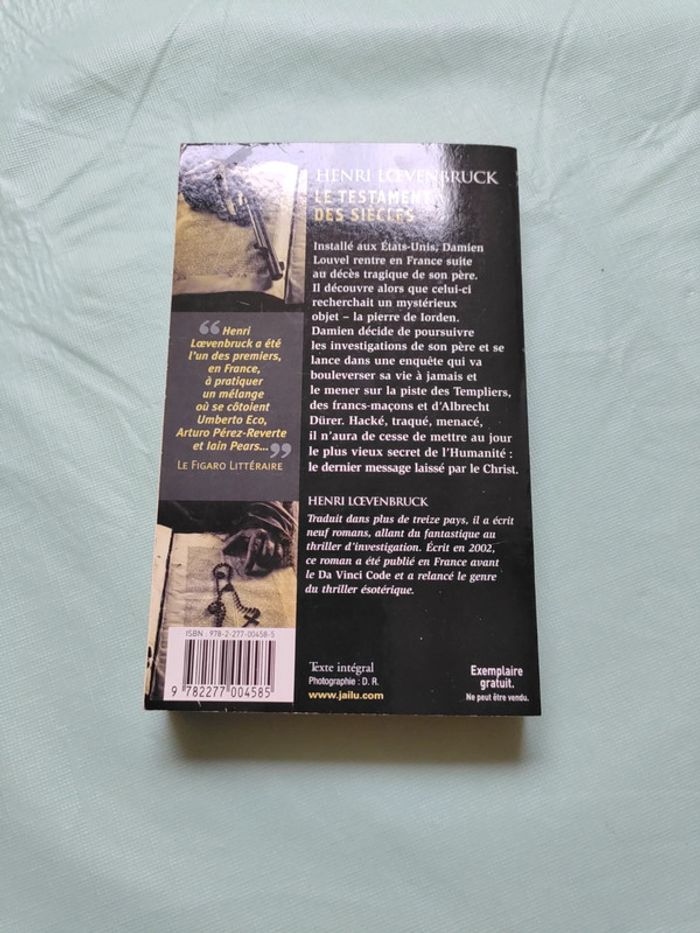 HENRI LŒVENBRUCK
LE TESTAMENT
DES SIÈCLES
Installé aux États-Unis, Damien
Louvel rentre en France suite
au décès tragique de son père.
Il découvre alors que celui-ci
recherchait un mystérieux
objet – la pierre de Iorden.
Damien décide de poursuivre
les investigations de son père et se
lance dans une enquête qui va
bouleverser sa vie à jamais et
le mener sur la piste des Templiers,
des francs-maçons et d’Albrecht
Dürer. Hacké, traqué, menacé,
il n’aura de cesse de mettre au jour
le plus vieux secret de l’Humanité :
le dernier message laissé par le Christ.
“ Henri
Lœvenbruck a été
l’un des premiers,
en France,
à pratiquer
un mélange
où se côtoient
Umberto Eco,
Arturo Pérez-Reverte
et Iain Pears... ”
LE FIGARO LITTÉRAIRE
HENRI LŒVENBRUCK
Traduit dans plus de treize pays, il a écrit
neuf romans, allant du fantastique au
thriller d’investigation. Écrit en 2002,
ce roman a été publié en France avant
le Da Vinci Code et a relancé le genre
du thriller ésotérique.
ISBN : 978-2-277-00458-5
9 782277 004585
Texte intégral
Photographie : D. R.
www.jailu.com
Exemplaire
gratuit.
Ne peut être vendu.